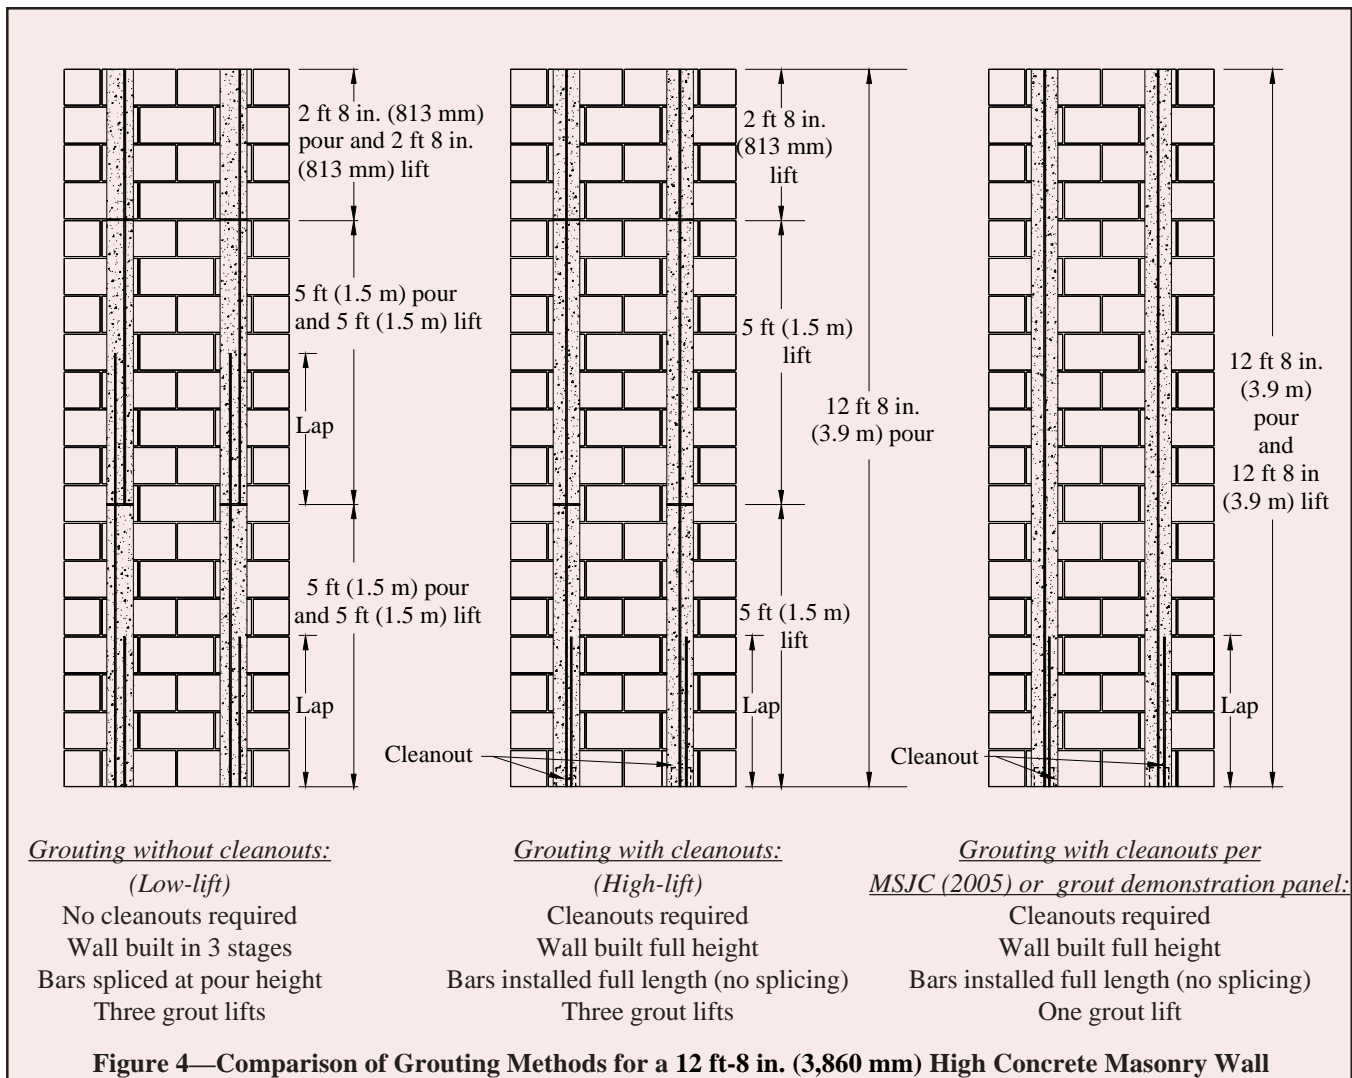 2 ft 8 in. (813 mm)
pour and 2 ft 8 in.
(813 mm) lift
5 ft (1.5 m) pour
and 5 ft (1.5 m) lift
Lap
5 ft (1.5 m) pour
and 5 ft (1.5 m) lift
Lap
2 ft 8 in.
(813 mm)
lift
5 ft (1.5 m)
lift
12 ft 8 in.
(3.9 m) pour
5 ft (1.5 m)
lift
Lap
Cleanout
12 ft 8 in.
(3.9 m)
pour
and
12 ft 8 in
(3.9 m) lift
Lap
Cleanout
Grouting without cleanouts:
(Low-lift)
No cleanouts required
Wall built in 3 stages
Bars spliced at pour height
Three grout lifts
Grouting with cleanouts:
(High-lift)
Cleanouts required
Wall built full height
Bars installed full length (no splicing)
Three grout lifts
Grouting with cleanouts per
MSJC (2005) or grout demonstration panel:
Cleanouts required
Wall built full height
Bars installed full length (no splicing)
One grout lift
Figure 4—Comparison of Grouting Methods for a 12 ft-8 in. (3,860 mm) High Concrete Masonry Wall